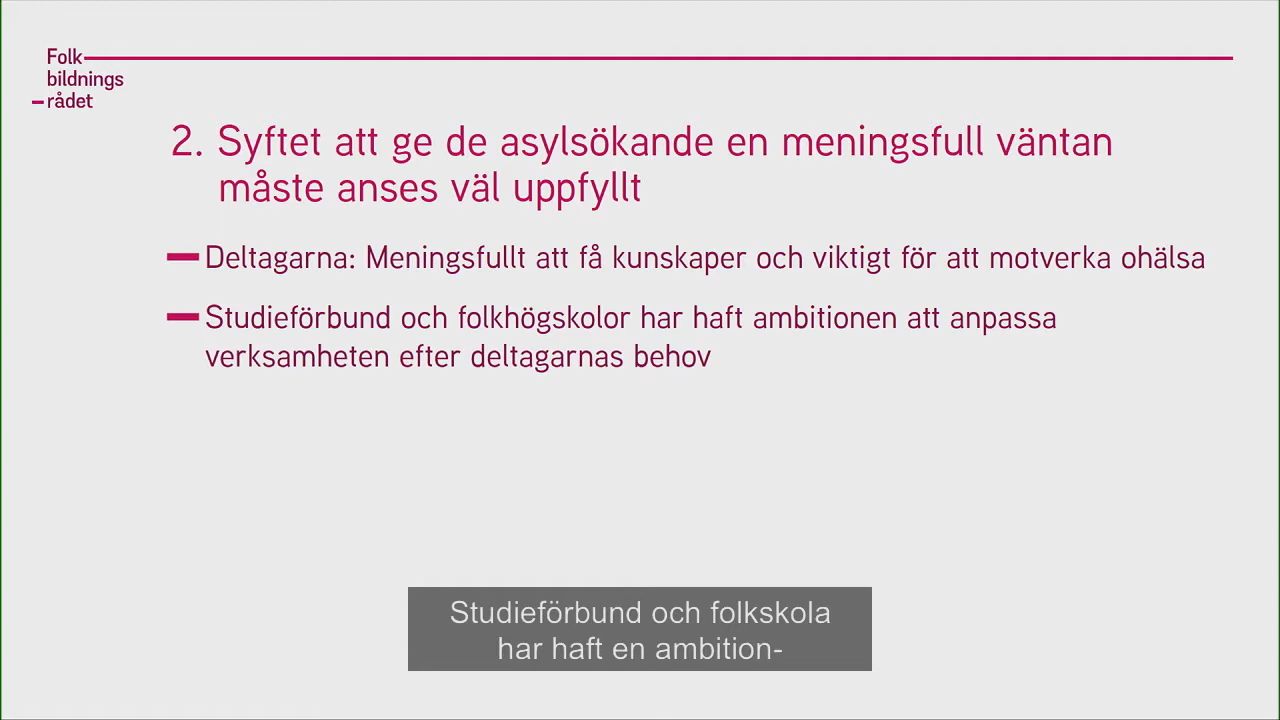 Folk
bildnings
rådet
2. Syftet att ge de asylsökande en meningsfull väntan
måste anses väl uppfyllt
Deltagarna: Meningsfullt att få kunskaper och viktigt för att motverka ohälsa
Studieförbund och folkhögskolor har haft ambitionen att anpassa
verksamheten efter deltagarnas behov
Studieförbund och folkskola
har haft en ambition-